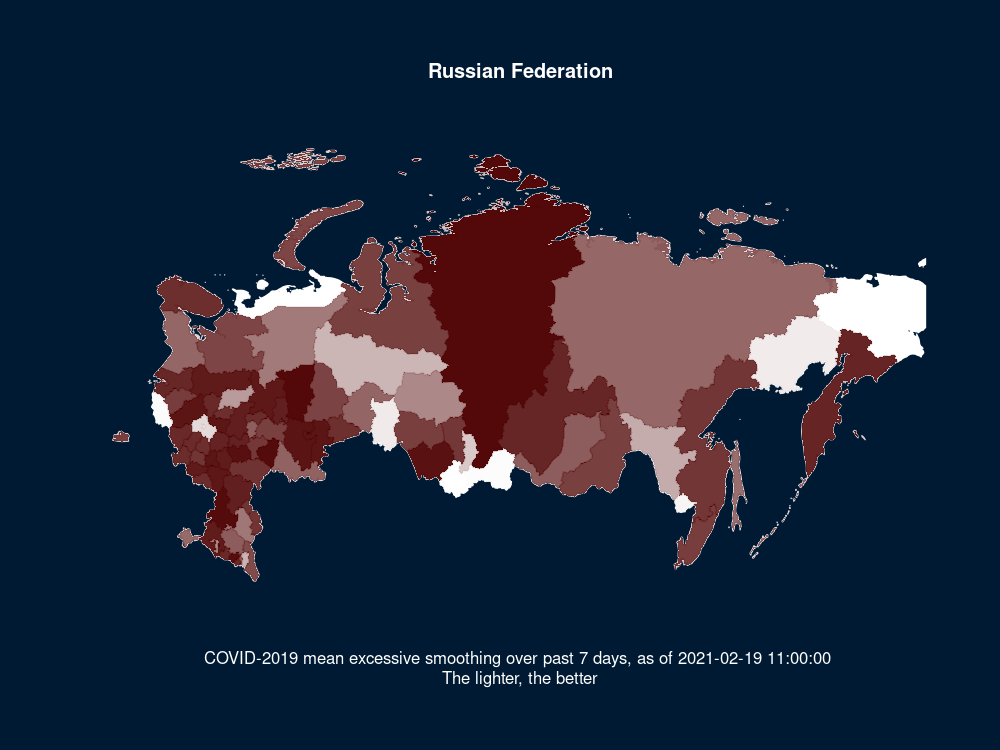 Russian Federation
COVID-2019 mean excessive smoothing over past 7 days, as of 2021-02-19 11:00:00
The lighter, the better